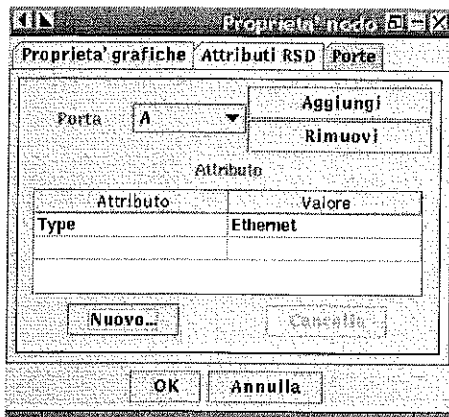 Proprieta' nodo
Proprieta' grafiche Attributi RSD Porte
Porta A Aggiungi
Rimuovi
Attributo
Attributo Valore
Type Ethernet
Nuovo... Cancella
OK Annulla